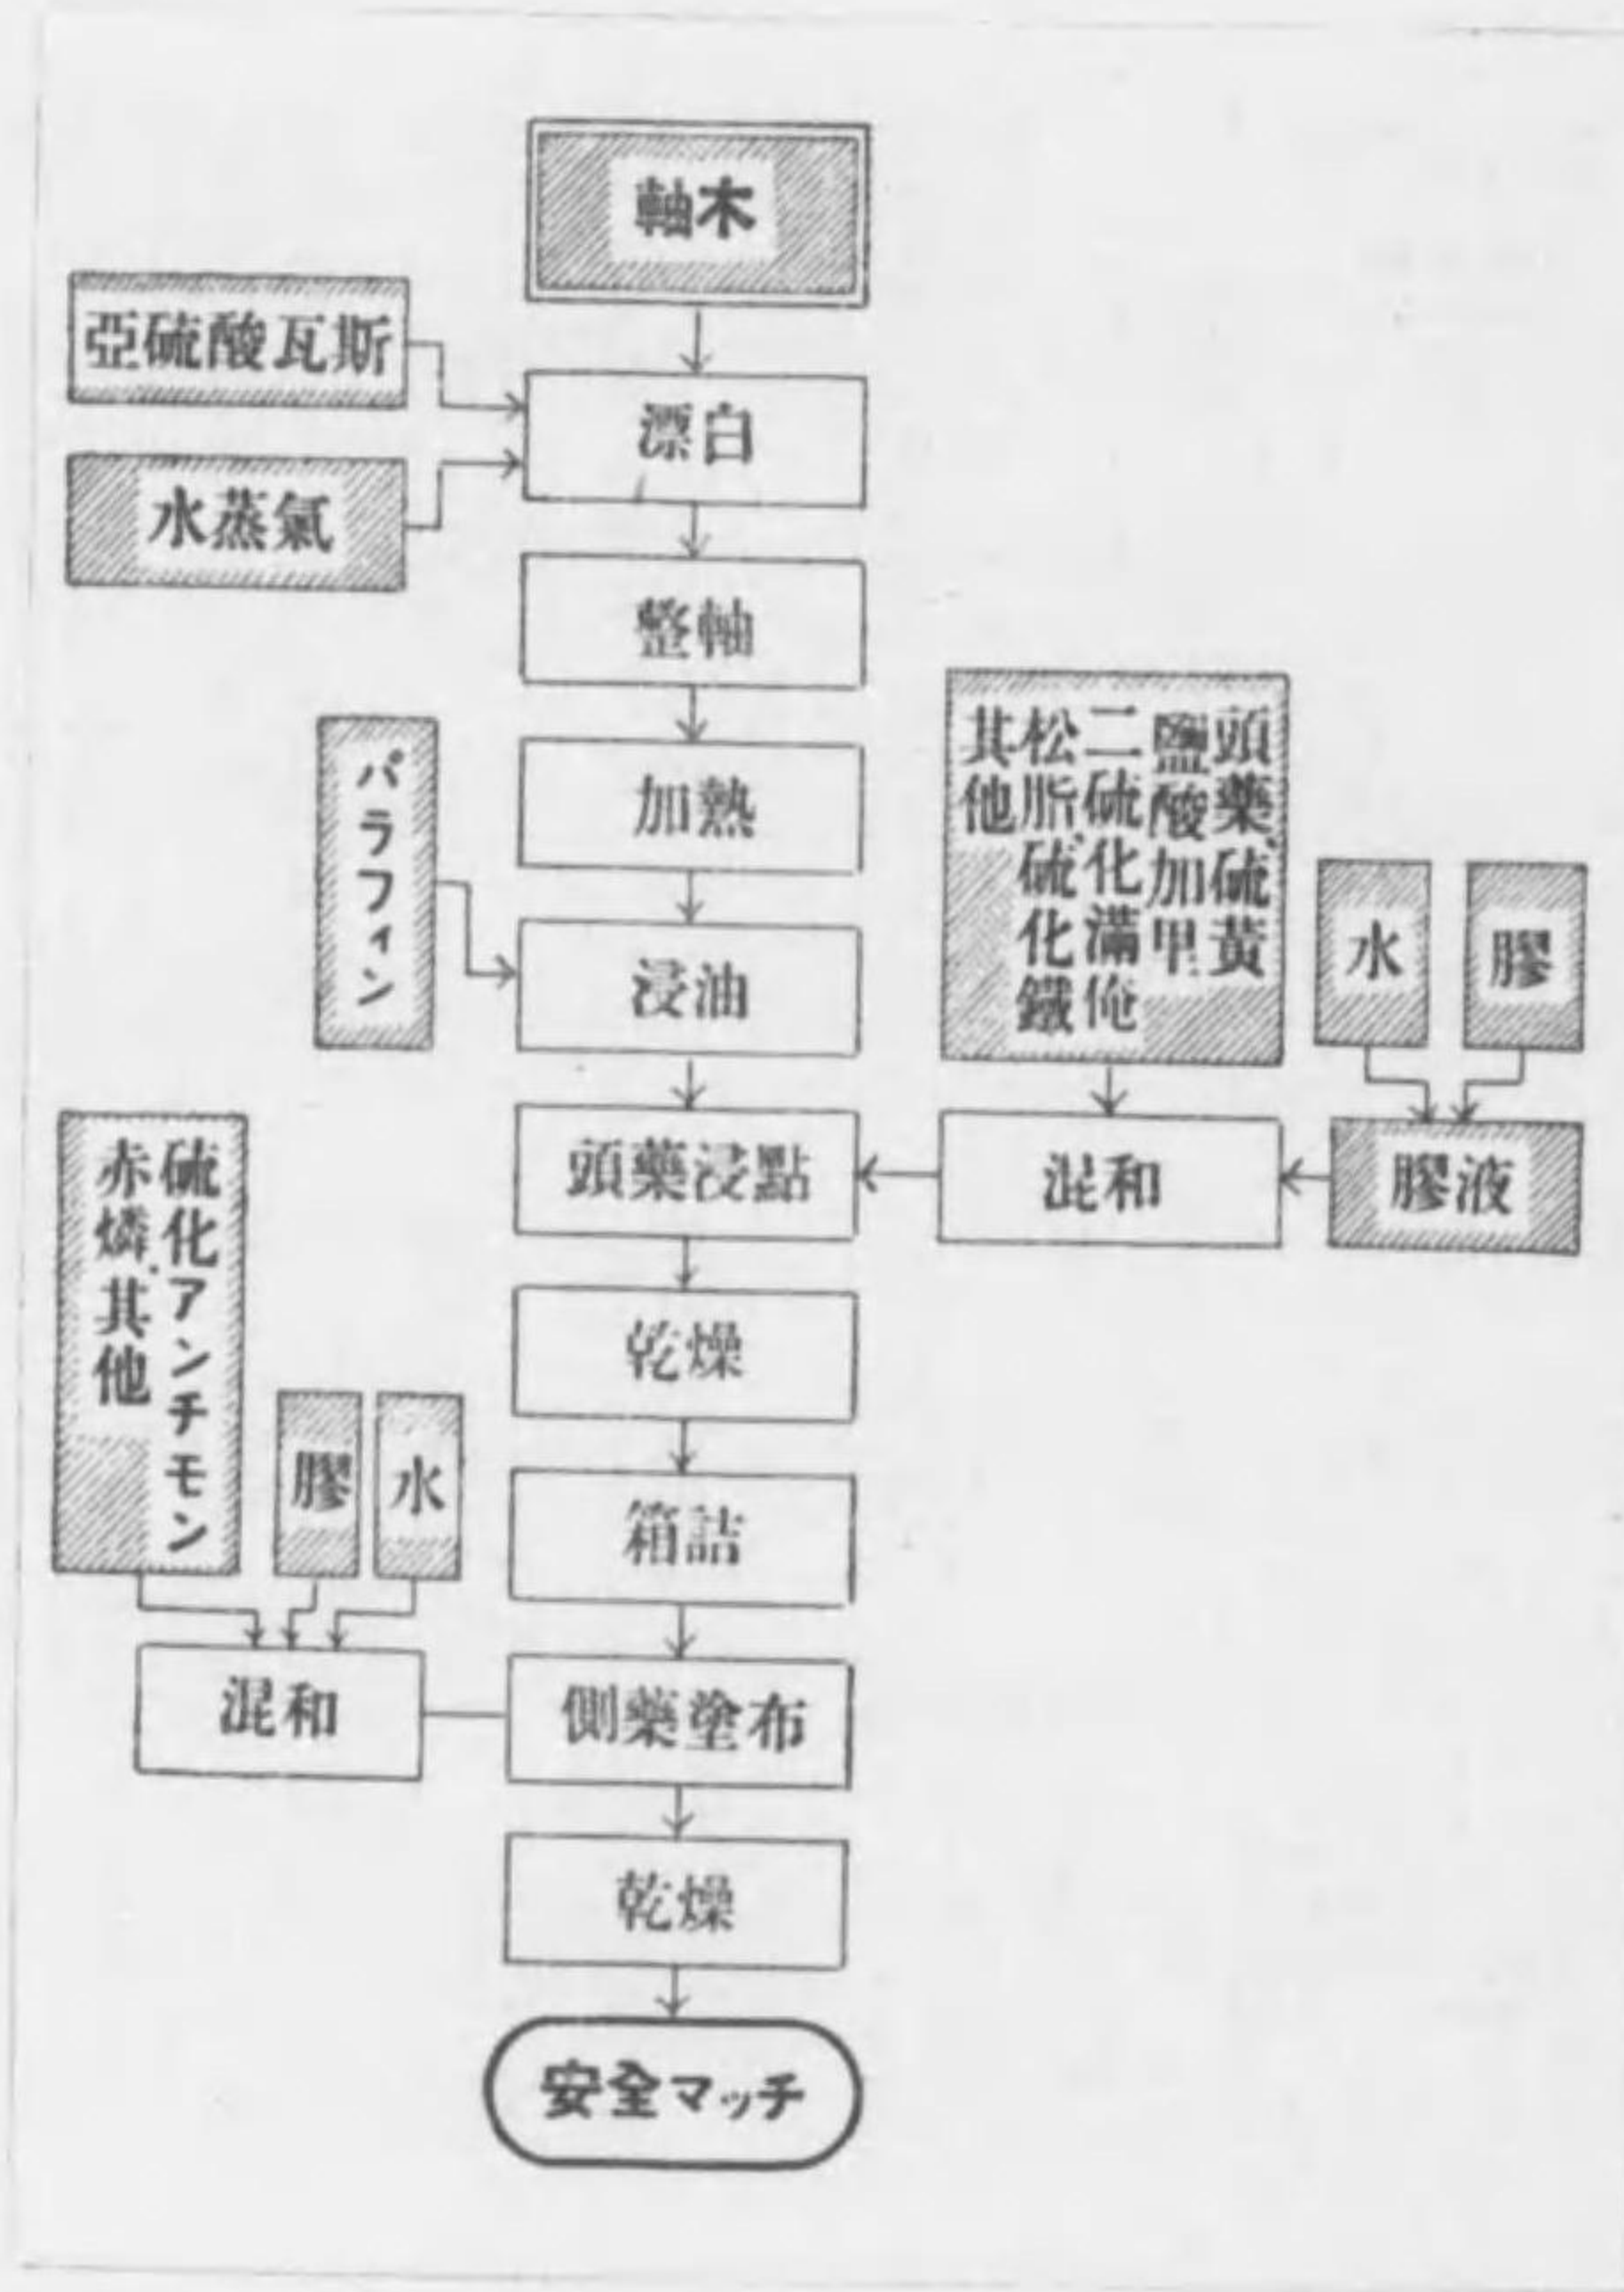 軸木
亞硫酸瓦斯
漂白
水蒸氣
整軸
加熱
パラフィン
浸油
頭藥、硫黃
鹽酸加里
二硫化滿俺
松脂、硫化鐵
其他
水
膠
頭藥浸點
混和
膠液
乾燥
硫化アンチモン
赤燐、其他
膠
水
箱詰
混和
側藥塗布
乾燥
安全マッチ